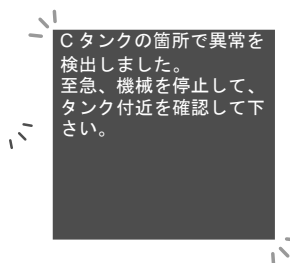 Cタンクの箇所で異常を
検出しました。
至急、機械を停止して、
タンク付近を確認して下
さい。